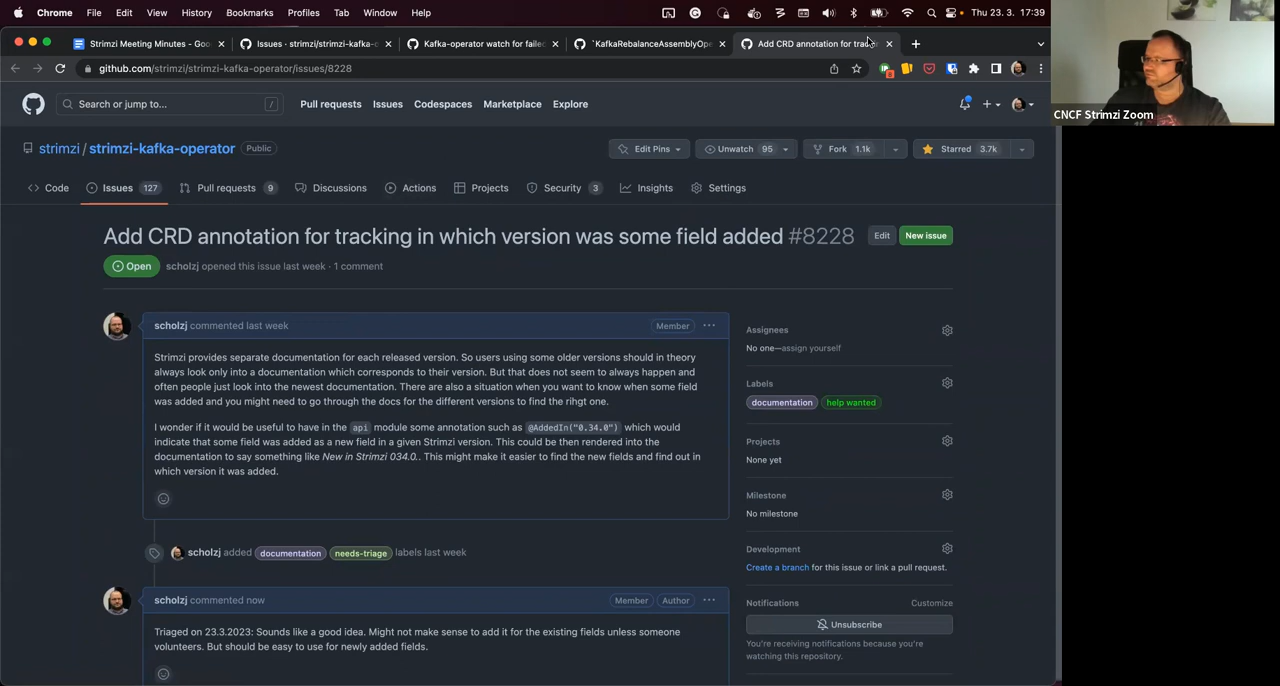 Chrome File Edit View History Bookmarks Profiles Tab Window Help Thu 23. 3. 17:39
Strimzi Meeting Minutes - Goo
Issues · strimzi/strimzi-kafka-o
Kafka-operator watch for failed
`KafkaRebalanceAssemblyOpe
Add CRD annotation for trac
github.com/strimzi/strimzi-kafka-operator/issues/8228
CNCF Strimzi Zoom
Search or jump to... /
Pull requests Issues Codespaces Marketplace Explore
strimzi / strimzi-kafka-operator Public
Edit Pins Unwatch 95 Fork 1.1k Starred 3.7k
Code Issues 127 Pull requests 9 Discussions Actions Projects Security 3 Insights Settings
Add CRD annotation for tracking in which version was some field added #8228
Edit New issue
Open scholzj opened this issue last week · 1 comment
scholzj commented last week Member ···
Strimzi provides separate documentation for each released version. So users using some older versions should in theory
always look only into a documentation which corresponds to their version. But that does not seem to always happen and
often people just look into the newest documentation. There are also a situation when you want to know when some field
was added and you might need to go through the docs for the different versions to find the rihgt one.
I wonder if it would be useful to have in the api module some annotation such as @AddedIn("0.34.0") which would
indicate that some field was added as a new field in a given Strimzi version. This could be then rendered into the
documentation to say something like New in Strimzi 034.0.. This might make it easier to find the new fields and find out in
which version it was added.
scholzj added documentation needs-triage labels last week
scholzj commented now Member Author ···
Triaged on 23.3.2023: Sounds like a good idea. Might not make sense to add it for the existing fields unless someone
volunteers. But should be easy to use for newly added fields.
Assignees
No one—assign yourself
Labels
documentation help wanted
Projects
None yet
Milestone
No milestone
Development
Create a branch for this issue or link a pull request.
Notifications Customize
Unsubscribe
You're receiving notifications because you're
watching this repository.